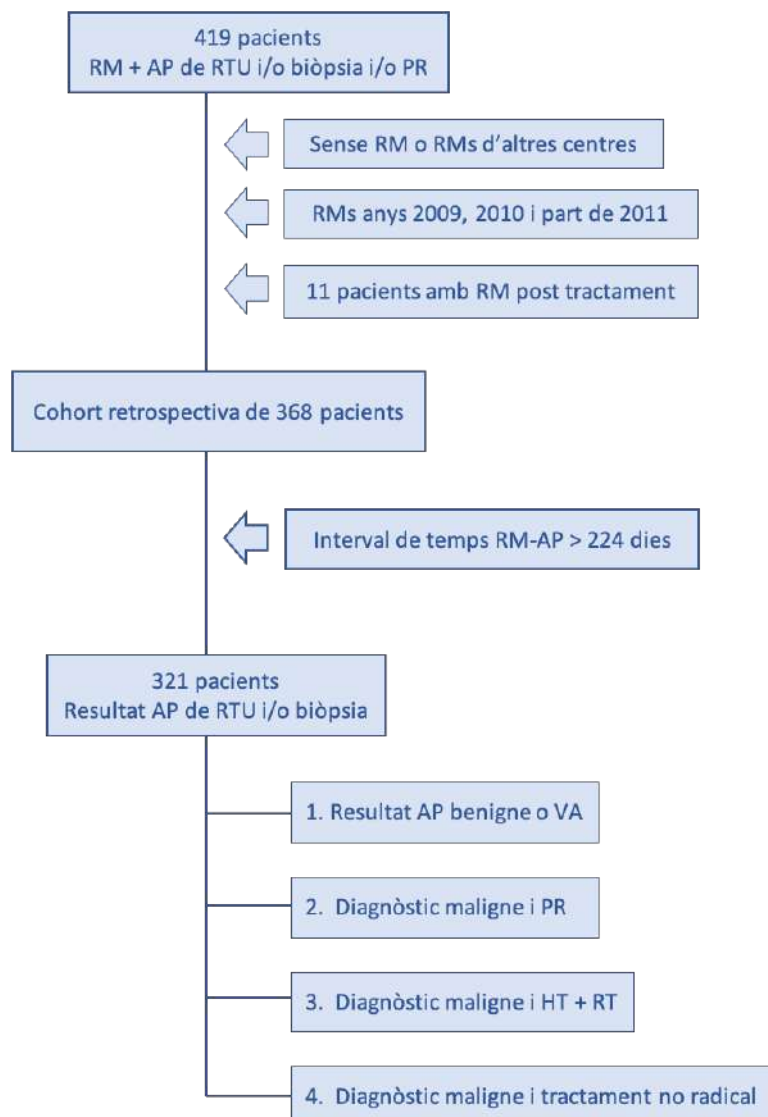 419 pacients
RM + AP de RTU i/o biòpsia i/o PR
Sense RM o RMs d'altres centres
RMs anys 2009, 2010 i part de 2011
11 pacients amb RM post tractament
Cohort retrospectiva de 368 pacients
Interval de temps RM-AP > 224 dies
321 pacients
Resultat AP de RTU i/o biòpsia
1. Resultat AP benigne o VA
2. Diagnòstic maligne i PR
3. Diagnòstic maligne i HT + RT
4. Diagnòstic maligne i tractament no radical